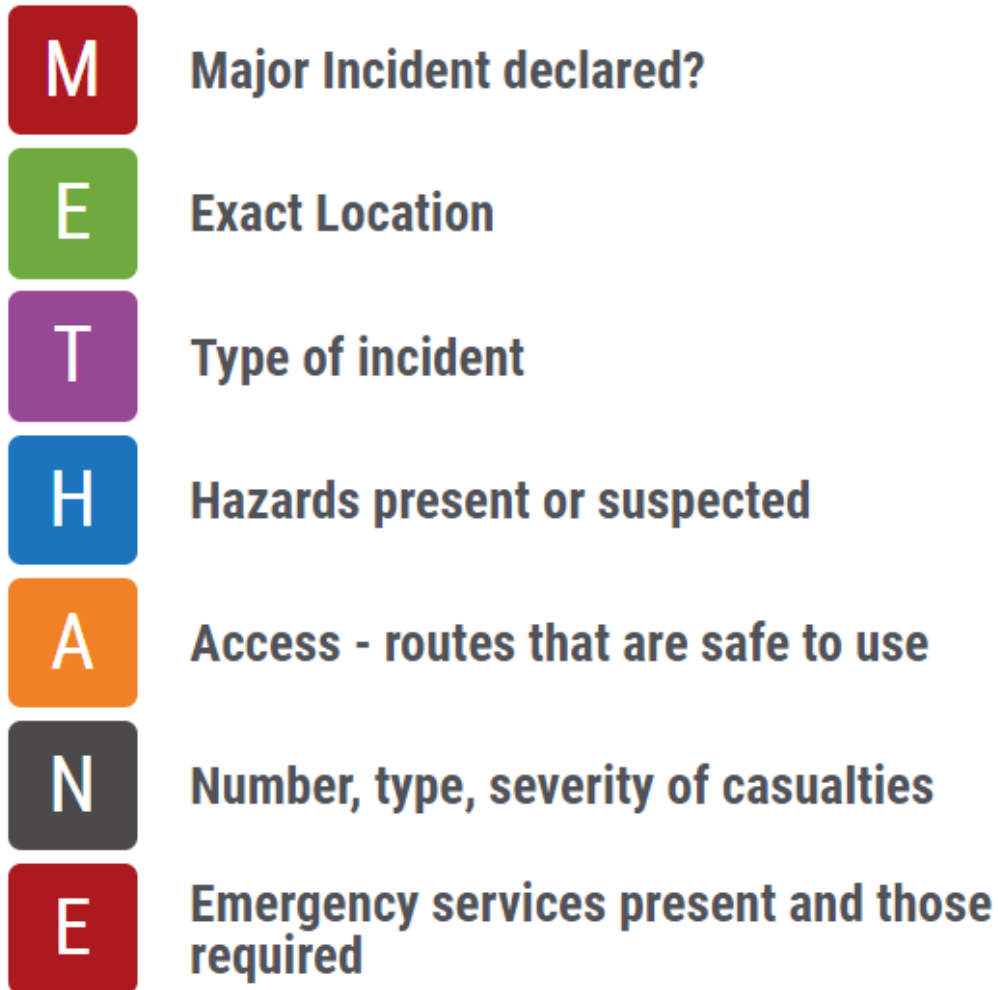 M Major Incident declared?
E Exact Location
T Type of incident
H Hazards present or suspected
A Access - routes that are safe to use
N Number, type, severity of casualties
E Emergency services present and those
required